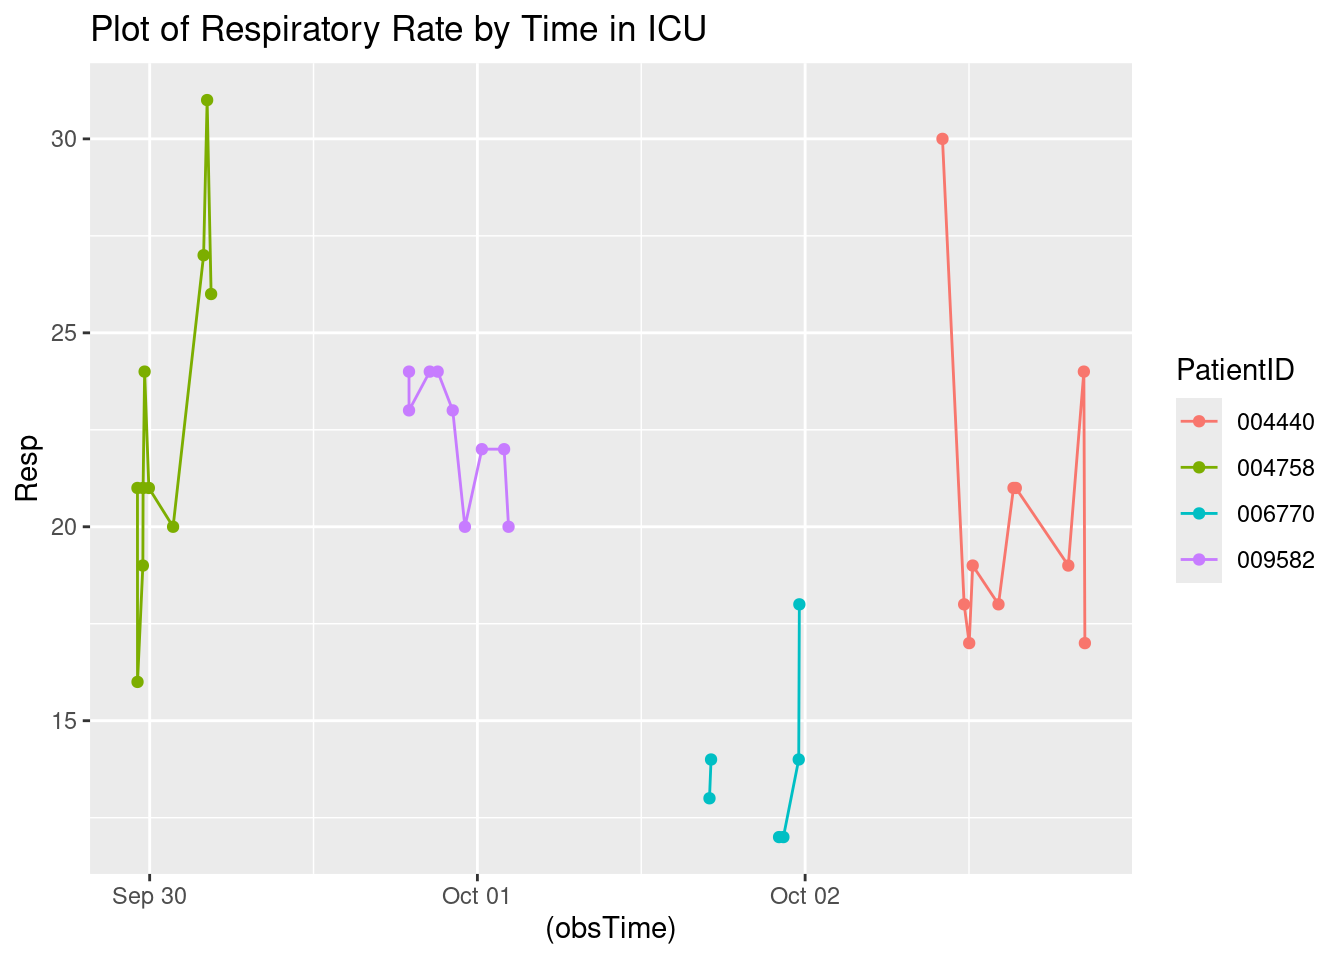 Plot of Respiratory Rate by Time in ICU
30
25
20
15
Resp
Sep 30
Oct 01
Oct 02
(obsTime)
PatientID
004440
004758
006770
009582